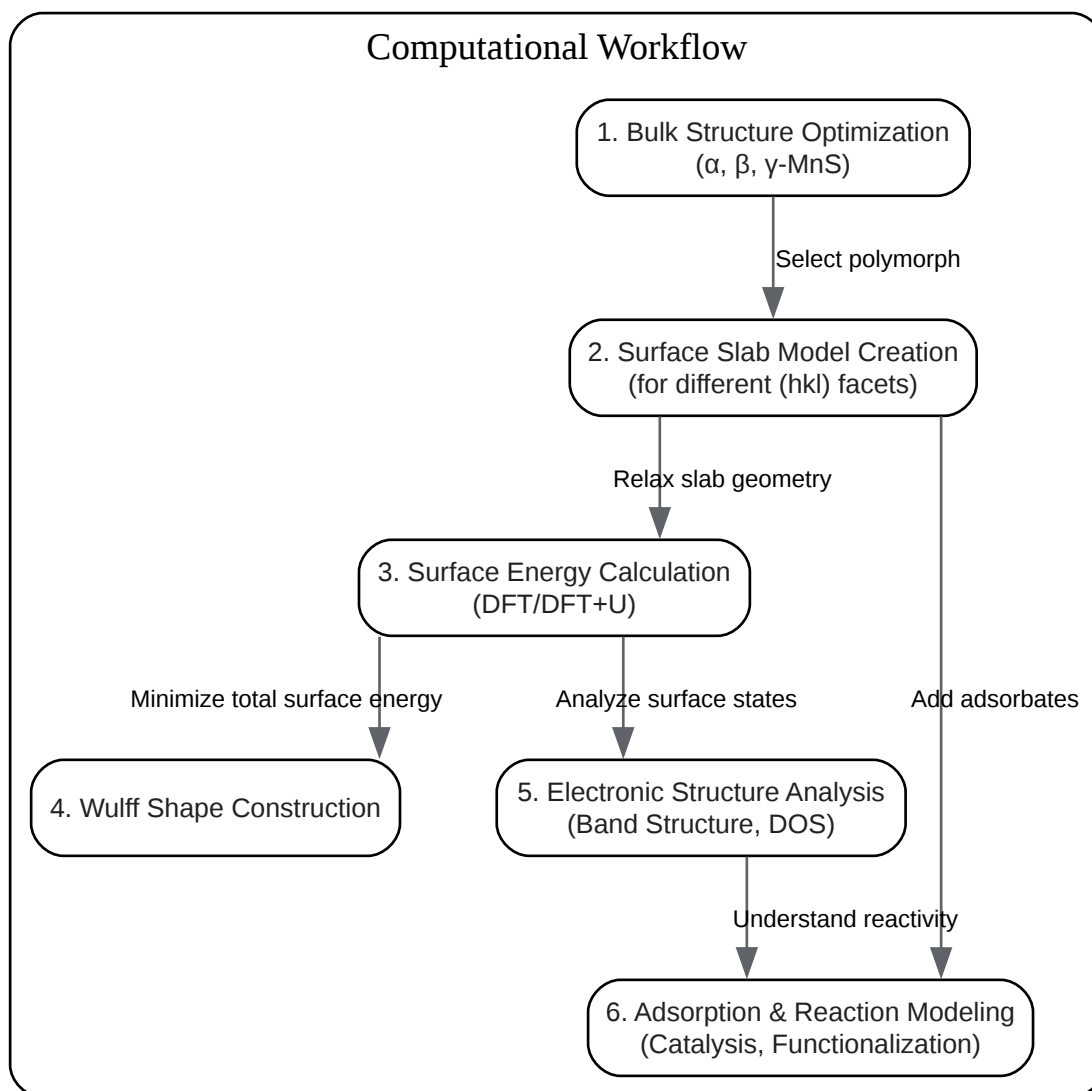 Computational Workflow
1. Bulk Structure Optimization
(α, β, γ-MnS)
Select polymorph
2. Surface Slab Model Creation
(for different (hkl) facets)
Relax slab geometry
3. Surface Energy Calculation
(DFT/DFT+U)
Minimize total surface energy
Analyze surface states
Add adsorbates
4. Wulff Shape Construction
5. Electronic Structure Analysis
(Band Structure, DOS)
Understand reactivity
6. Adsorption & Reaction Modeling
(Catalysis, Functionalization)